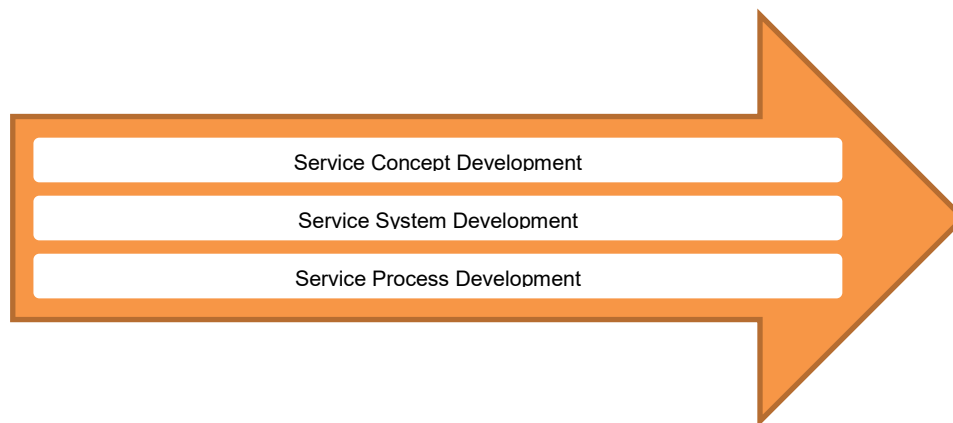 Service Concept Development
Service System Development
Service Process Development